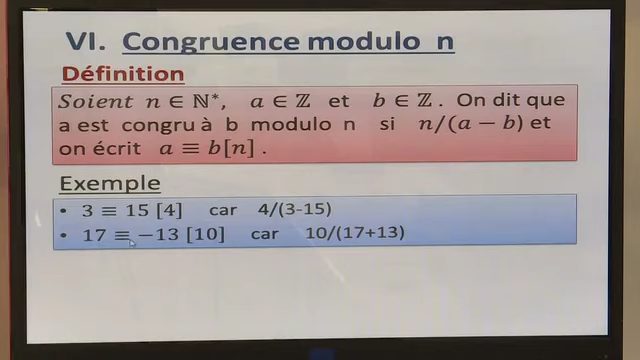 VI. Congruence modulo n
Définition
Soient n ∈ ℕ*, a ∈ ℤ et b ∈ ℤ. On dit que
a est congru à b modulo n si n/(a − b) et
on écrit a ≡ b[n] .
Exemple
• 3 ≡ 15 [4] car 4/(3-15)
• 17 ≡ −13 [10] car 10/(17+13)